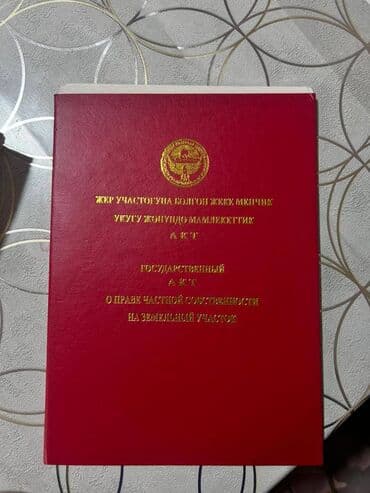 ЖЕР УЧАСТОГУНА БОЛГОН ЖЕКЕ МЕНЧИК
УКУГУ ЖӨНҮНДӨ МАМЛЕКЕТТИК
А К Т
ГОСУДАРСТВЕННЫЙ
А К Т
О ПРАВЕ ЧАСТНОЙ СОБСТВЕННОСТИ
НА ЗЕМЕЛЬНЫЙ УЧАСТОК